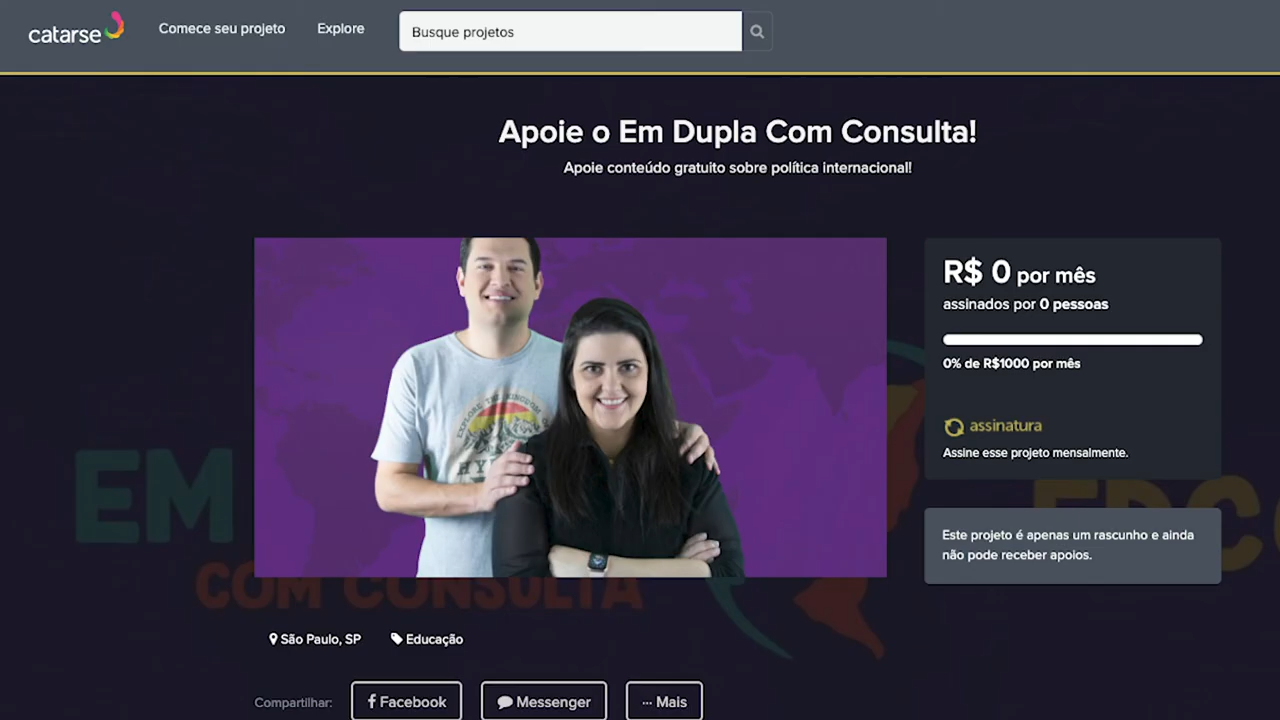 catarse
Comece seu projeto
Explore
Busque projetos
Apoie o Em Dupla Com Consulta!
Apoie conteúdo gratuito sobre política internacional!
R$ 0 por mês
assinados por 0 pessoas
0% de R$1000 por mês
assinatura
Assine esse projeto mensalmente.
Este projeto é apenas um rascunho e ainda
não pode receber apoios.
EXPLORE THE KINGDOM
EM
EDC
COM CONSULTA
São Paulo, SP
Educação
Compartilhar:
Facebook
Messenger
··· Mais